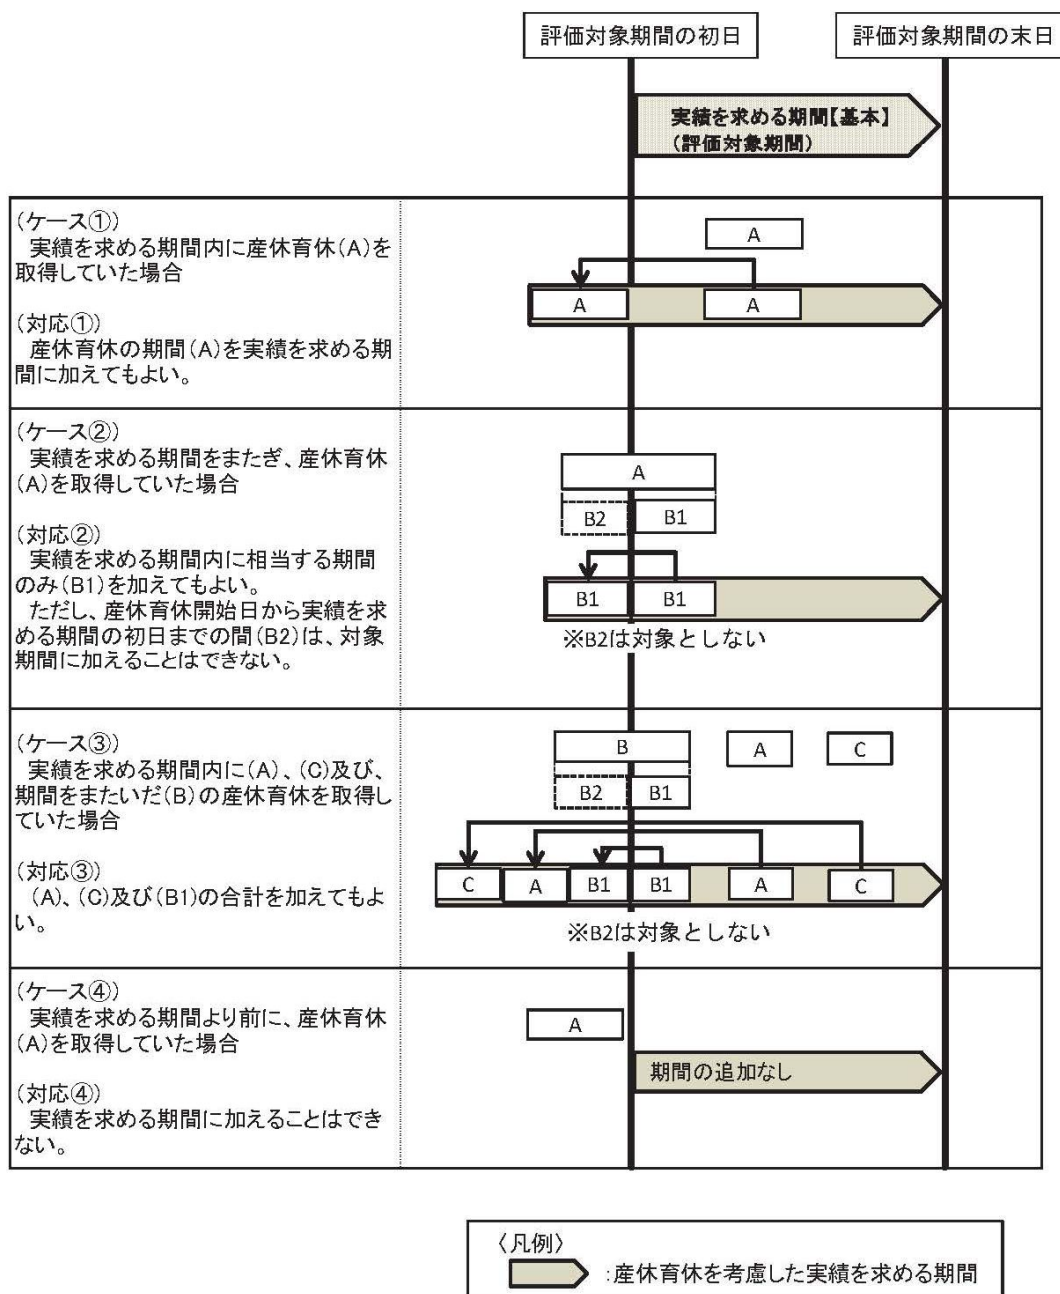 評価対象期間の初日
評価対象期間の末日
実績を求める期間【基本】
（評価対象期間）
（ケース①）
実績を求める期間内に産休育休（A）を
取得していた場合
（対応①）
産休育休の期間（A）を実績を求める期
間に加えてもよい。
A
A
A
（ケース②）
実績を求める期間をまたぎ、産休育休
（A）を取得していた場合
（対応②）
実績を求める期間内に相当する期間
のみ（B1）を加えてもよい。
ただし、産休育休開始日から実績を求
める期間の初日までの間（B2）は、対象
期間に加えることはできない。
A
B2
B1
B1
B1
※B2は対象としない
（ケース③）
実績を求める期間内に（A）、（C）及び、
期間をまたいだ（B）の産休育休を取得し
ていた場合
（対応③）
（A）、（C）及び（B1）の合計を加えてもよ
い。
B
A
C
B2
B1
C
A
B1
B1
A
C
※B2は対象としない
（ケース④）
実績を求める期間より前に、産休育休
（A）を取得していた場合
（対応④）
実績を求める期間に加えることはでき
ない。
A
期間の追加なし
〈凡例〉
：産休育休を考慮した実績を求める期間